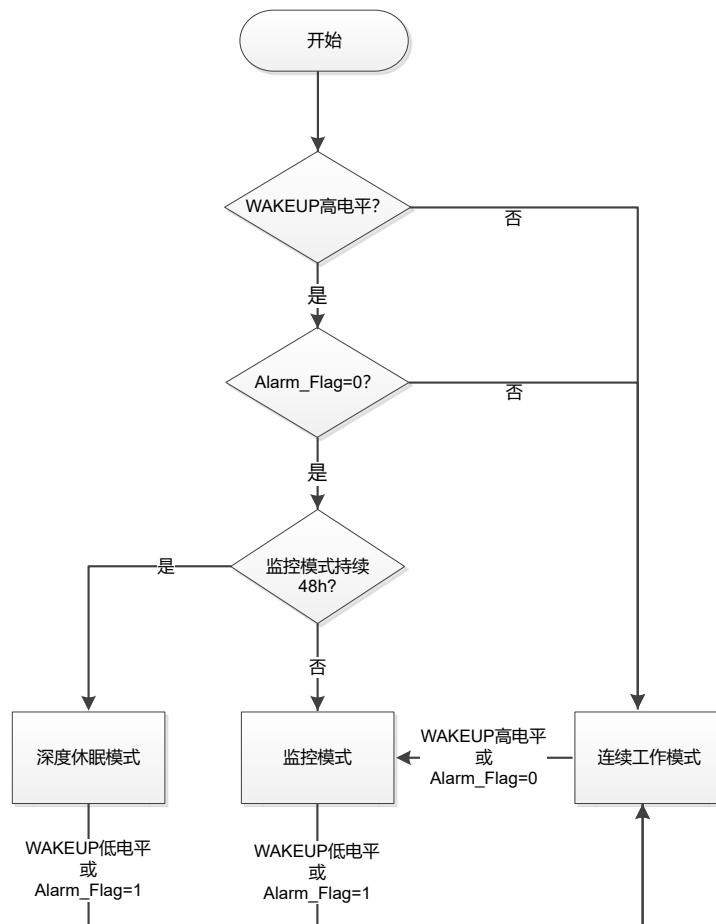 开始
WAKEUP高电平？
否
是
Alarm_Flag=0?
否
是
监控模式持续
48h?
是
否
深度休眠模式
监控模式
WAKEUP高电平
或
Alarm_Flag=0
连续工作模式
WAKEUP低电平
或
Alarm_Flag=1
WAKEUP低电平
或
Alarm_Flag=1